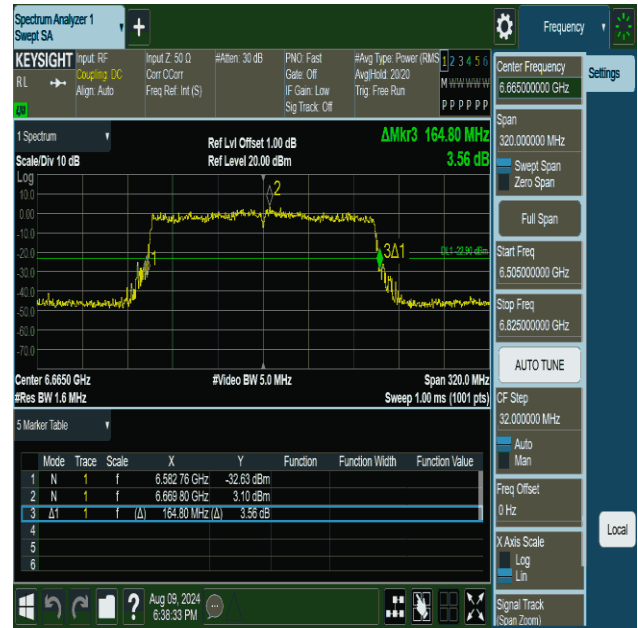 Spectrum Analyzer 1
Swept SA
+
Frequency
KEYSIGHT
RL
Input: RF
Coupling: DC
Align: Auto
Input Z: 50 Ω
Corr CCorr
Freq Ref: Int (S)
#Atten: 30 dB
PNO: Fast
Gate: Off
IF Gain: Low
Sig Track: Off
#Avg Type: Power (RMS
Avg|Hold: 20/20
Trig: Free Run
1 2 3 4 5 6
M W W W W W
P P P P P P
Settings
Center Frequency
6.665000000 GHz
Span
320.000000 MHz
Swept Span
Zero Span
Full Span
Start Freq
6.505000000 GHz
Stop Freq
6.825000000 GHz
AUTO TUNE
CF Step
32.000000 MHz
Auto
Man
Freq Offset
0 Hz
X Axis Scale
Log
Lin
Signal Track
(Span Zoom)
Local
1 Spectrum
Scale/Div 10 dB
Ref Lvl Offset 1.00 dB
Ref Level 20.00 dBm
ΔMkr3 164.80 MHz
3.56 dB
Log
10.0
0.00
-10.0
-20.0
-30.0
-40.0
-50.0
-60.0
-70.0
2
1
3Δ1
DL1 -22.90 dBm
Center 6.6650 GHz
#Video BW 5.0 MHz
Span 320.0 MHz
#Res BW 1.6 MHz
Sweep 1.00 ms (1001 pts)
5 Marker Table
Mode Trace Scale X Y Function Function Width Function Value
1 N 1 f 6.582 76 GHz -32.63 dBm
2 N 1 f 6.669 80 GHz 3.10 dBm
3 Δ1 1 f (Δ) 164.80 MHz (Δ) 3.56 dB
4
5
6
?
Aug 09, 2024
6:38:33 PM